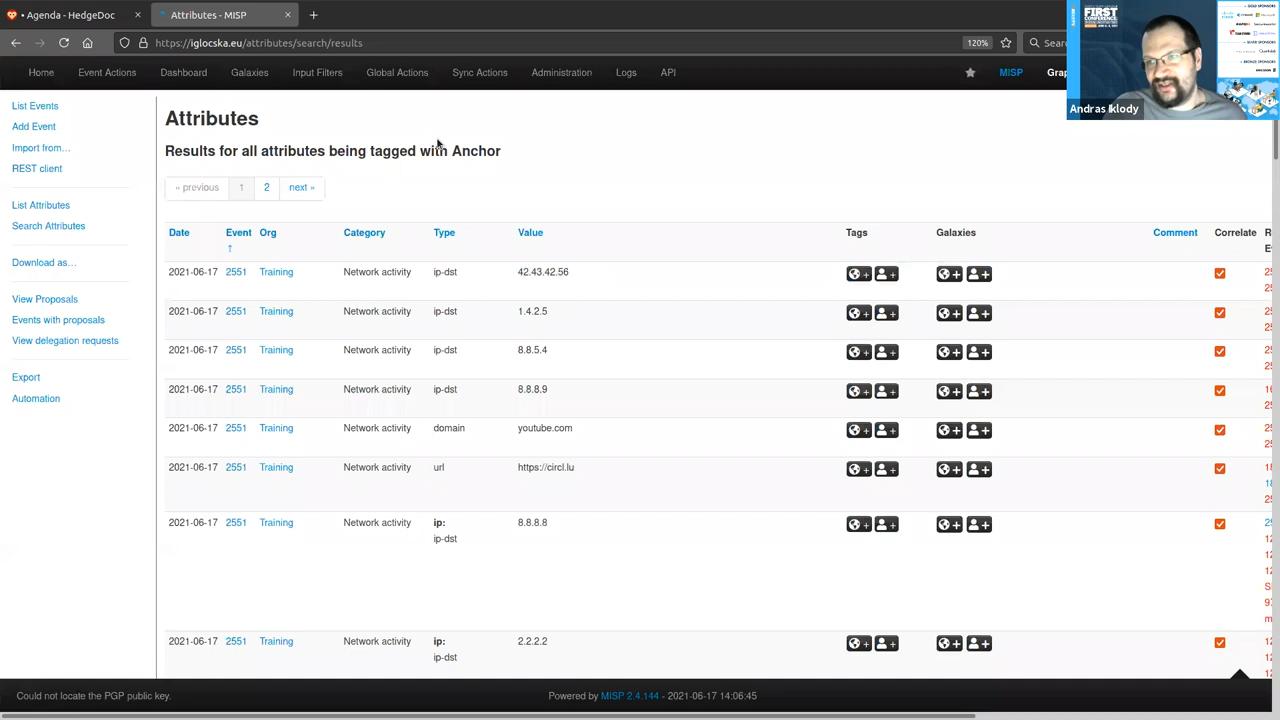 • Agenda - HedgeDoc
Attributes - MISP
https://iglocska.eu/attributes/search/results
120%
Home Event Actions Dashboard Galaxies Input Filters Global Actions Sync Actions Administration Logs API MISP
FIRST
CONFERENCE
Andras Iklody
List Events
Add Event
Import from…
REST client
List Attributes
Search Attributes
Download as…
View Proposals
Events with proposals
View delegation requests
Export
Automation
Attributes
Results for all attributes being tagged with Anchor
« previous 1 2 next »
Date Event ↑ Org Category Type Value Tags Galaxies Comment Correlate
2021-06-17 2551 Training Network activity ip-dst 42.43.42.56
2021-06-17 2551 Training Network activity ip-dst 1.4.2.5
2021-06-17 2551 Training Network activity ip-dst 8.8.5.4
2021-06-17 2551 Training Network activity ip-dst 8.8.8.9
2021-06-17 2551 Training Network activity domain youtube.com
2021-06-17 2551 Training Network activity url https://circl.lu
2021-06-17 2551 Training Network activity ip: 8.8.8.8
ip-dst
2021-06-17 2551 Training Network activity ip: 2.2.2.2
ip-dst
Could not locate the PGP public key.
Powered by MISP 2.4.144 - 2021-06-17 14:06:45